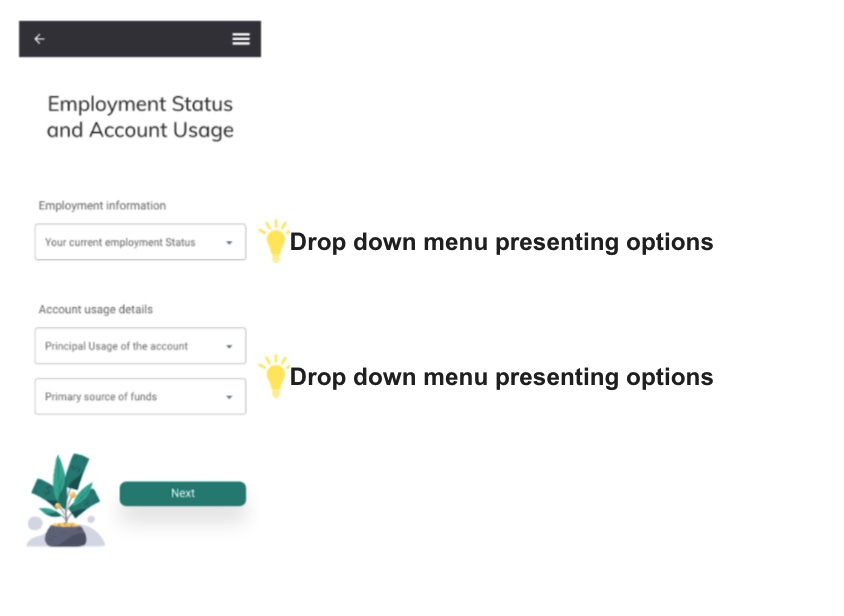 Employment Status
and Account Usage
Employment information
Your current employment Status
Drop down menu presenting options
Account usage details
Principal Usage of the account
Drop down menu presenting options
Primary source of funds
Next